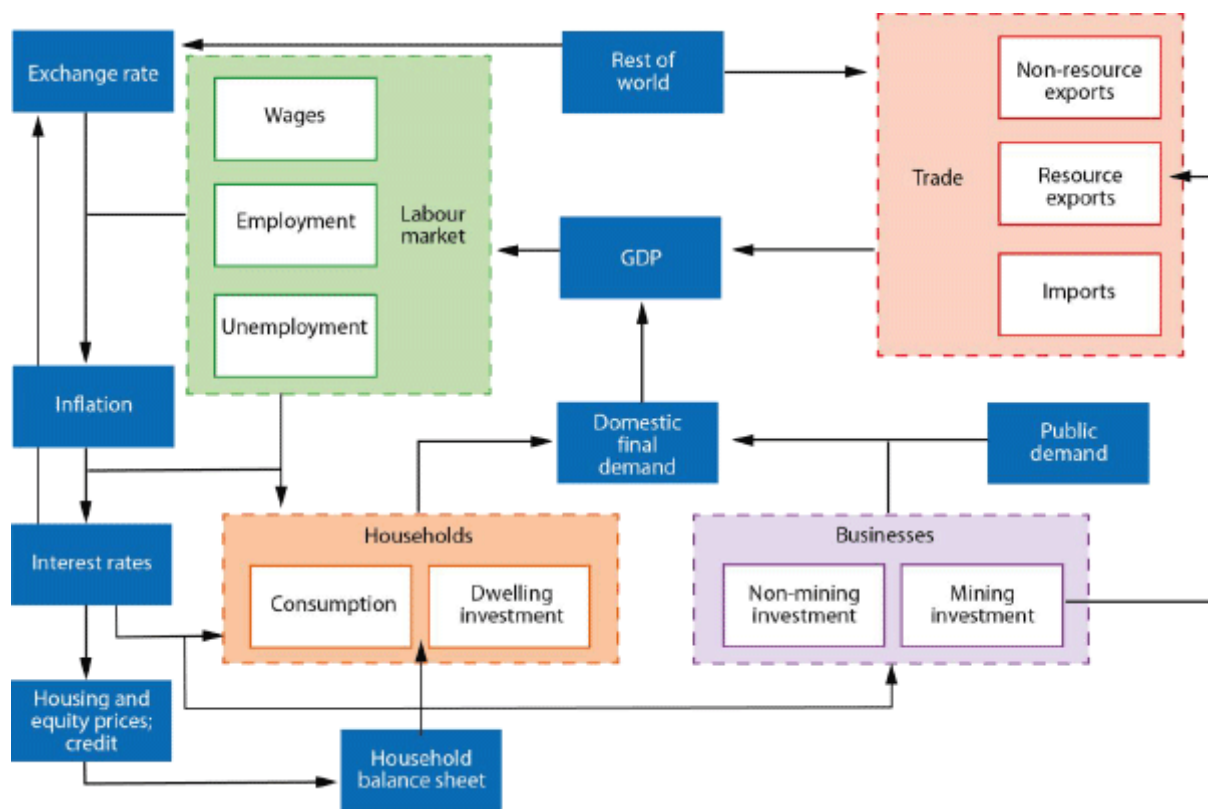 Exchange rate
Rest of
world
Wages
Employment
Labour
market
Unemployment
GDP
Trade
Non-resource
exports
Resource
exports
Imports
Inflation
Domestic
final
demand
Public
demand
Interest rates
Households
Consumption
Dwelling
investment
Businesses
Non-mining
investment
Mining
investment
Housing and
equity prices;
credit
Household
balance sheet